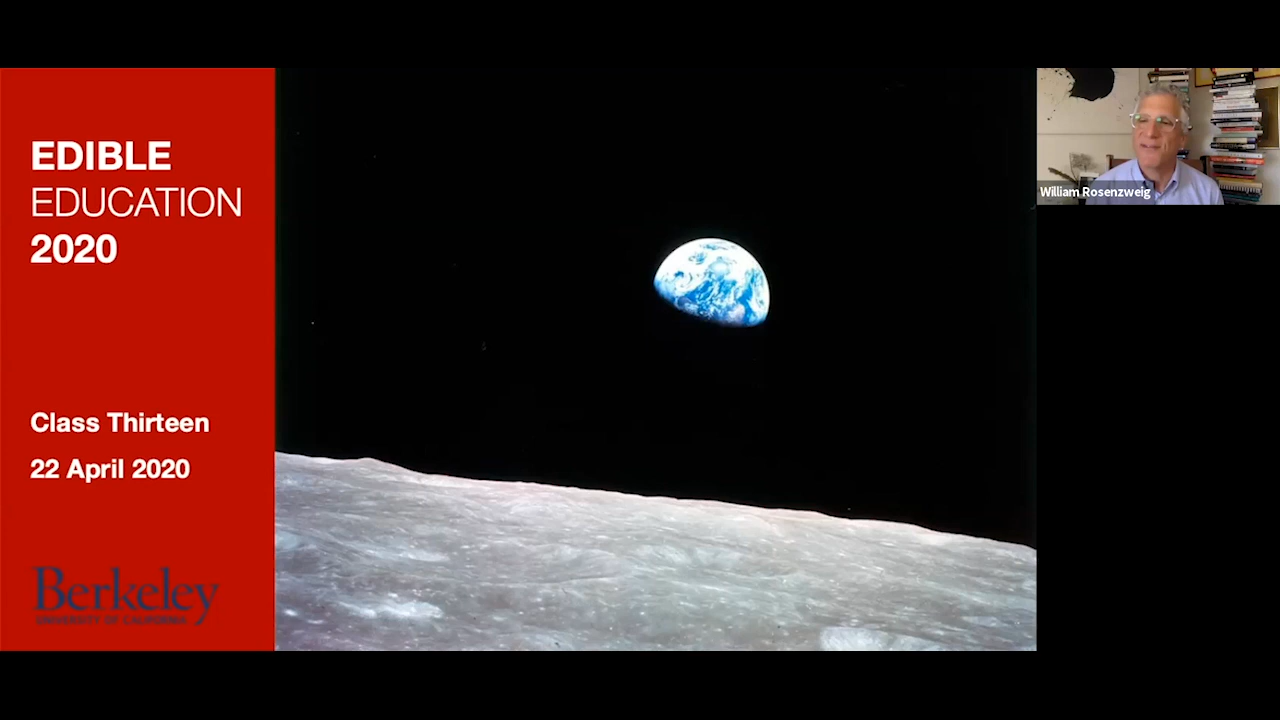 EDIBLE
EDUCATION
2020
Class Thirteen
22 April 2020
Berkeley
UNIVERSITY OF CALIFORNIA
William Rosenzweig